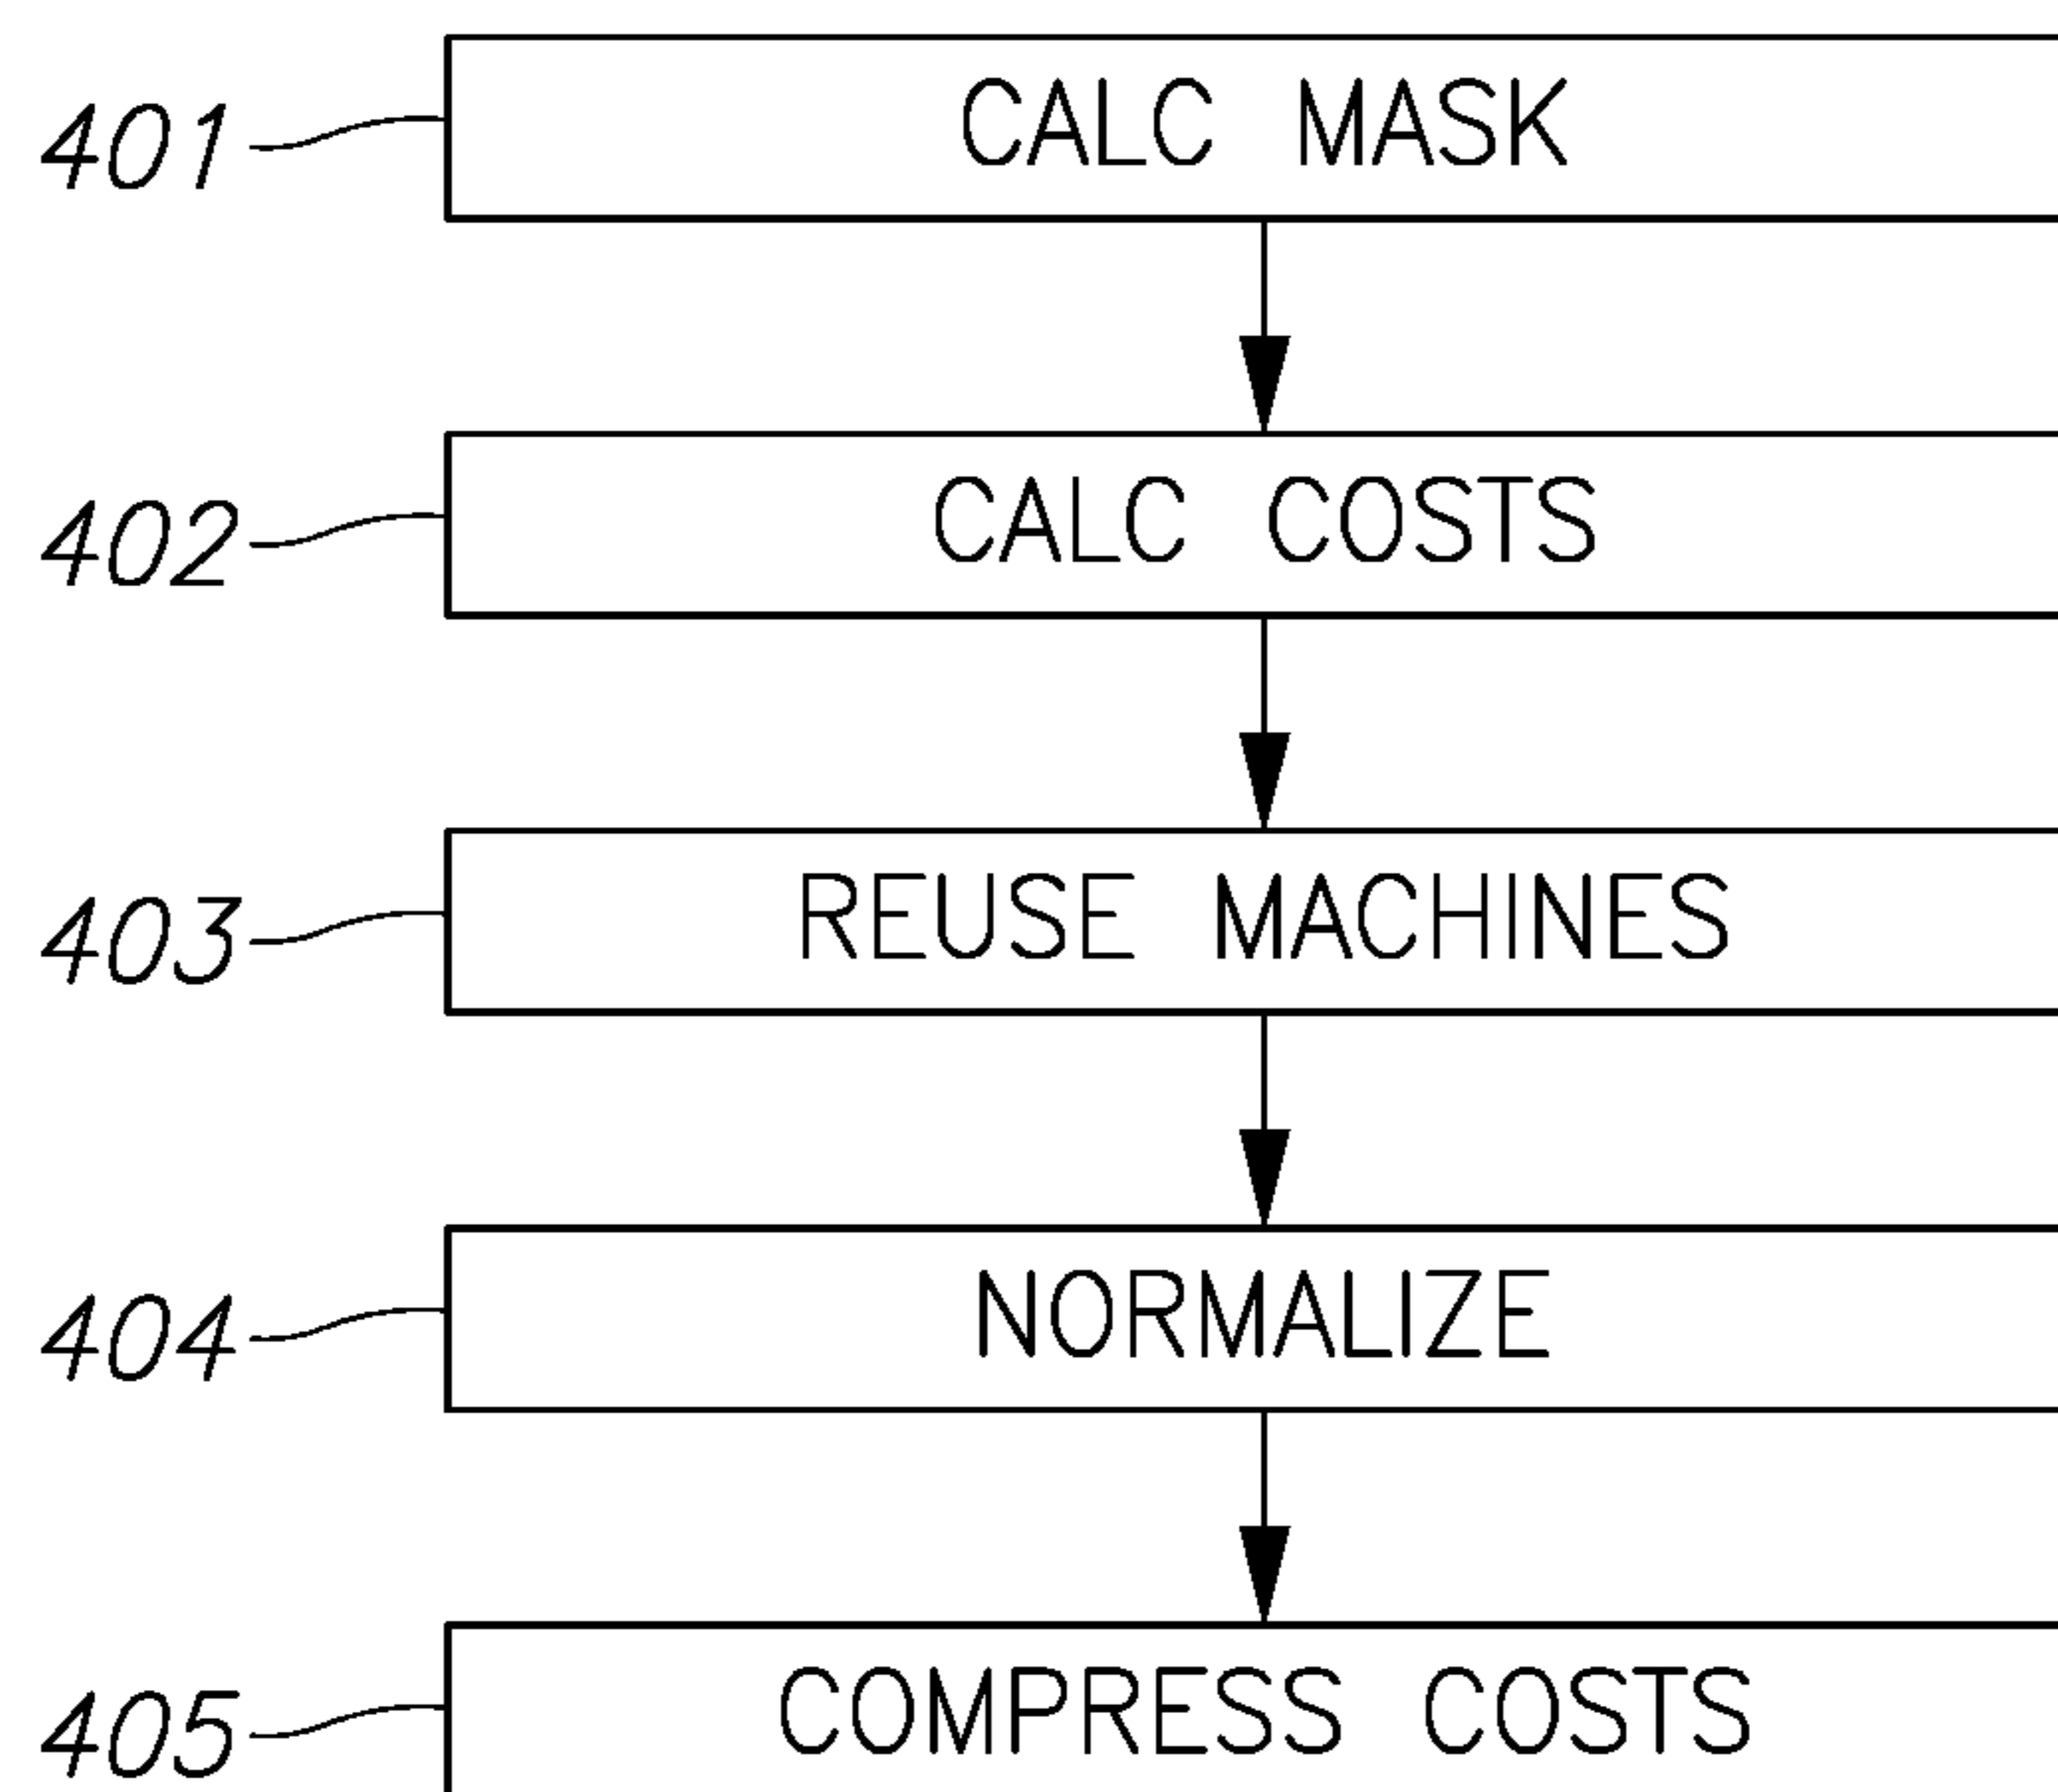 401 CALC MASK
402 CALC COSTS
403 REUSE MACHINES
404 NORMALIZE
405 COMPRESS COSTS